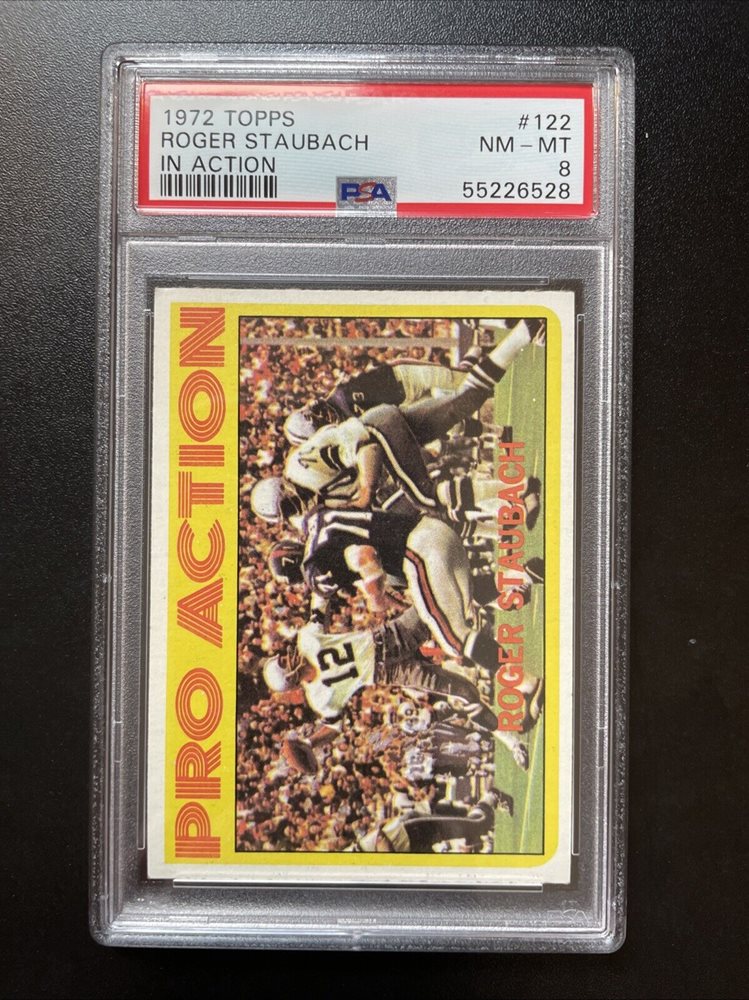 1972 TOPPS #122
ROGER STAUBACH NM – MT
IN ACTION 8
PSA 55226528
PRO ACTION
ROGER STAUBACH
12